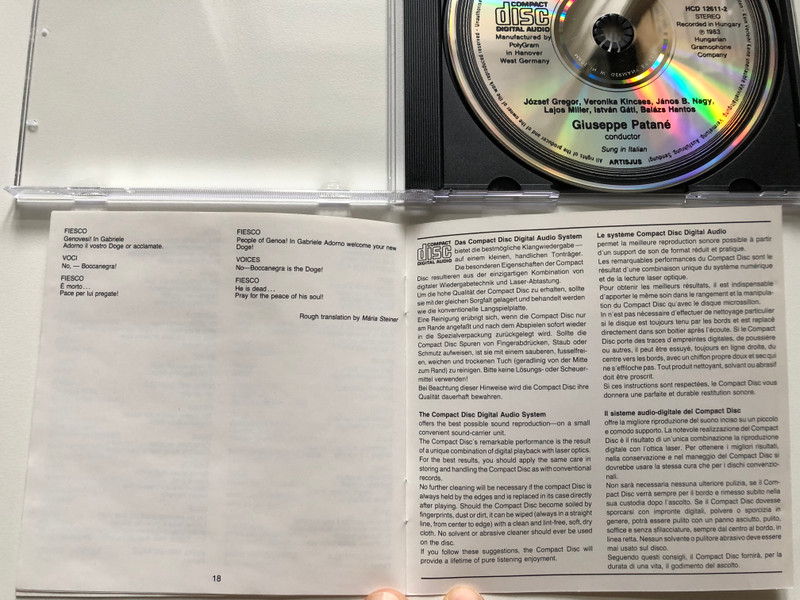 COMPACT
disc
DIGITAL AUDIO
Manufactured by
PolyGram
in Hanover
West Germany
HCD 12611-2
STEREO
Recorded in Hungary
℗ 1983
Hungarian
Gramophone
Company
József Gregor, Veronika Kincses, János B. Nagy,
Lajos Miller, István Gáti, Balázs Hantos
Giuseppe Patané
conductor
Sung in Italian
ARTISJUS
FIESCO
Genovesi! In Gabriele
Adorno il vostro Doge or acclamate.
VOCI
No, — Boccanegra!
FIESCO
È morto...
Pace per lui pregate!
FIESCO
People of Genoa! In Gabriele Adorno welcome your new
Doge!
VOICES
No—Boccanegra is the Doge!
FIESCO
He is dead...
Pray for the peace of his soul!
Rough translation by Mária Steiner
18
COMPACT
disc
DIGITAL AUDIO
Das Compact Disc Digital Audio System
bietet die bestmögliche Klangwiedergabe—
auf einem kleinen, handlichen Tonträger.
Die besonderen Eigenschaften der Compact
Disc resultieren aus der einzigartigen Kombination von
digitaler Wiedergabetechnik und Laser-Abtastung.
Um die hohe Qualität der Compact Disc zu erhalten, sollte
sie mit der gleichen Sorgfalt gelagert und behandelt werden
wie die konventionelle Langspielplatte.
Eine Reinigung erübrigt sich, wenn die Compact Disc nur
am Rande angefaßt und nach dem Abspielen sofort wieder
in die Spezialverpackung zurückgelegt wird. Sollte die
Compact Disc Spuren von Fingerabdrücken, Staub oder
Schmutz aufweisen, ist sie mit einem sauberen, fusselfrei-
en, weichen und trockenen Tuch (geradlinig von der Mitte
zum Rand) zu reinigen. Bitte keine Lösungs- oder Scheuer-
mittel verwenden!
Bei Beachtung dieser Hinweise wird die Compact Disc ihre
Qualität dauerhaft bewahren.
The Compact Disc Digital Audio System
offers the best possible sound reproduction—on a small
convenient sound-carrier unit.
The Compact Disc's remarkable performance is the result
of a unique combination of digital playback with laser optics.
For the best results, you should apply the same care in
storing and handling the Compact Disc as with conventional
records.
No further cleaning will be necessary if the compact Disc is
always held by the edges and is replaced in its case directly
after playing. Should the Compact Disc become soiled by
fingerprints, dust or dirt, it can be wiped (always in a straight
line, from center to edge) with a clean and lint-free, soft, dry
cloth. No solvent or abrasive cleaner should ever be used
on the disc.
If you follow these suggestions, the Compact Disc will
provide a lifetime of pure listening enjoyment.
Le système Compact Disc Digital Audio
permet la meilleure reproduction sonore possible à partir
d'un support de son de format réduit et pratique.
Les remarquables performances du Compact Disc sont le
résultat d'une combinaison unique du système numérique
et de la lecture laser optique.
Pour obtenir les meilleurs résultats, il est indispensable
d'apporter le même soin dans le rangement et la manipula-
tion du Compact Disc qu'avec le disque microsillon.
In n'est pas nécessaire d'effectuer de nettoyage particulier
si le disque est toujours tenu par les bords et est replacé
directement dans son boitier après l'écoute. Si le Compact
Disc porte des traces d'empreintes digitales, de poussière
ou autres, il peut être essuyé, toujours en ligne droite, du
centre vers les bords, avec un chiffon propre doux et sec qui
ne s'effiloche pas. Tout produit nettoyant, solvant ou abrasif
doit être proscrit.
Si ces instructions sont respectées, le Compact Disc vous
donnera une parfaite et durable restitution sonore.
Il sistema audio-digitale del Compact Disc
offre la migliore riproduzione del suono inciso su un piccolo
e comodo supporto. La notevole realizzazione del Compact
Disc è il risultato di un'unica combinazione la riproduzione
digitale con l'ottica laser. Per ottenere i migliori risultati,
nella conservazione e nel maneggio del Compact Disc si
dovrebbe usare la stessa cura che per i dischi convenzio-
nali.
Non sarà necessaria nessuna ulteriore pulizia, se il Com-
pact Disc verrà sempre per il bordo e rimesso subito nella
sua custodia dopo l'ascolto. Se il Compact Disc dovesse
sporcarsi con impronte digitali, polvere o sporcizia in
genere, potrà essere pulito con un panno asciutto, pulito,
soffice e senza sfilacciature, sempre dal centro al bordo, in
linea retta. Nessun solvente o pulitore abrasivo deve essere
mai usato sul disco.
Seguendo questi consigli, il Compact Disc fornirà, per la
durata di una vita, il godimento del ascolto.